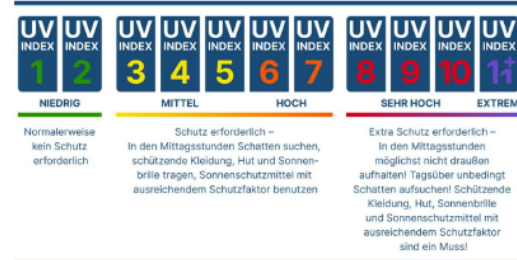 UV INDEX 1
UV INDEX 2
UV INDEX 3
UV INDEX 4
UV INDEX 5
UV INDEX 6
UV INDEX 7
UV INDEX 8
UV INDEX 9
UV INDEX 10
UV INDEX 11+
NIEDRIG
MITTEL
HOCH
SEHR HOCH
EXTREM
Normalerweise
kein Schutz
erforderlich
Schutz erforderlich –
In den Mittagsstunden Schatten suchen,
schützende Kleidung, Hut und Sonnen-
brille tragen, Sonnenschutzmittel mit
ausreichendem Schutzfaktor benutzen
Extra Schutz erforderlich –
In den Mittagsstunden
möglichst nicht draußen
aufhalten! Tagsüber unbedingt
Schatten aufsuchen! Schützende
Kleidung, Hut, Sonnenbrille
und Sonnenschutzmittel mit
ausreichendem Schutzfaktor
sind ein Muss!